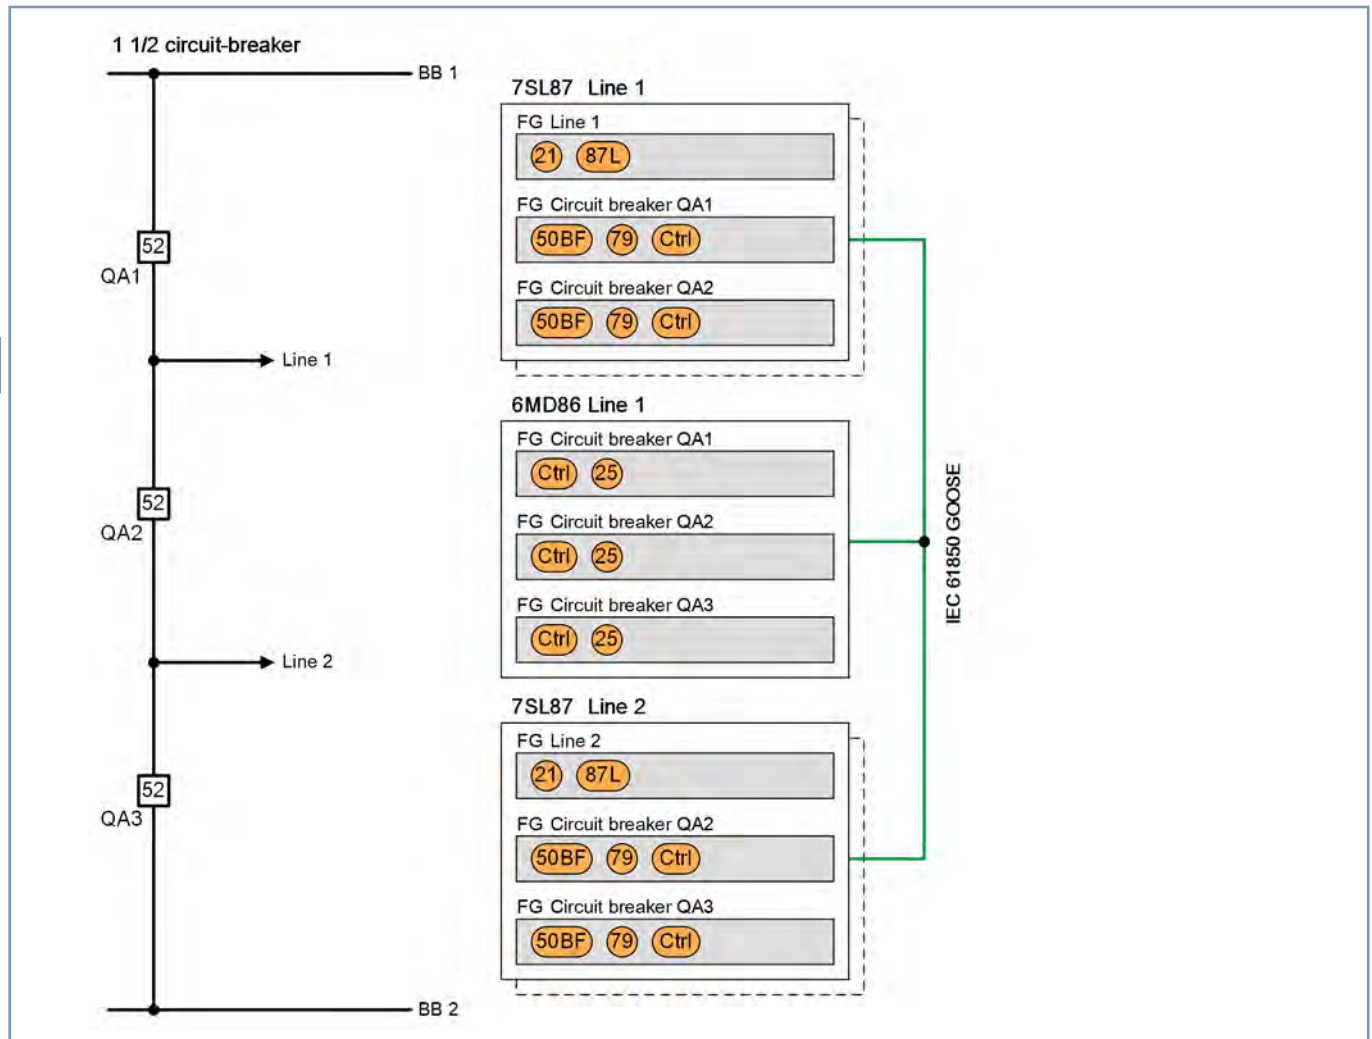 1 1/2 circuit-breaker
BB 1
52
QA1
Line 1
52
QA2
Line 2
52
QA3
BB 2
7SL87 Line 1
FG Line 1
21 87L
FG Circuit breaker QA1
50BF 79 Ctrl
FG Circuit breaker QA2
50BF 79 Ctrl
6MD86 Line 1
FG Circuit breaker QA1
Ctrl 25
FG Circuit breaker QA2
Ctrl 25
FG Circuit breaker QA3
Ctrl 25
7SL87 Line 2
FG Line 2
21 87L
FG Circuit breaker QA2
50BF 79 Ctrl
FG Circuit breaker QA3
50BF 79 Ctrl
IEC 61850 GOOSE